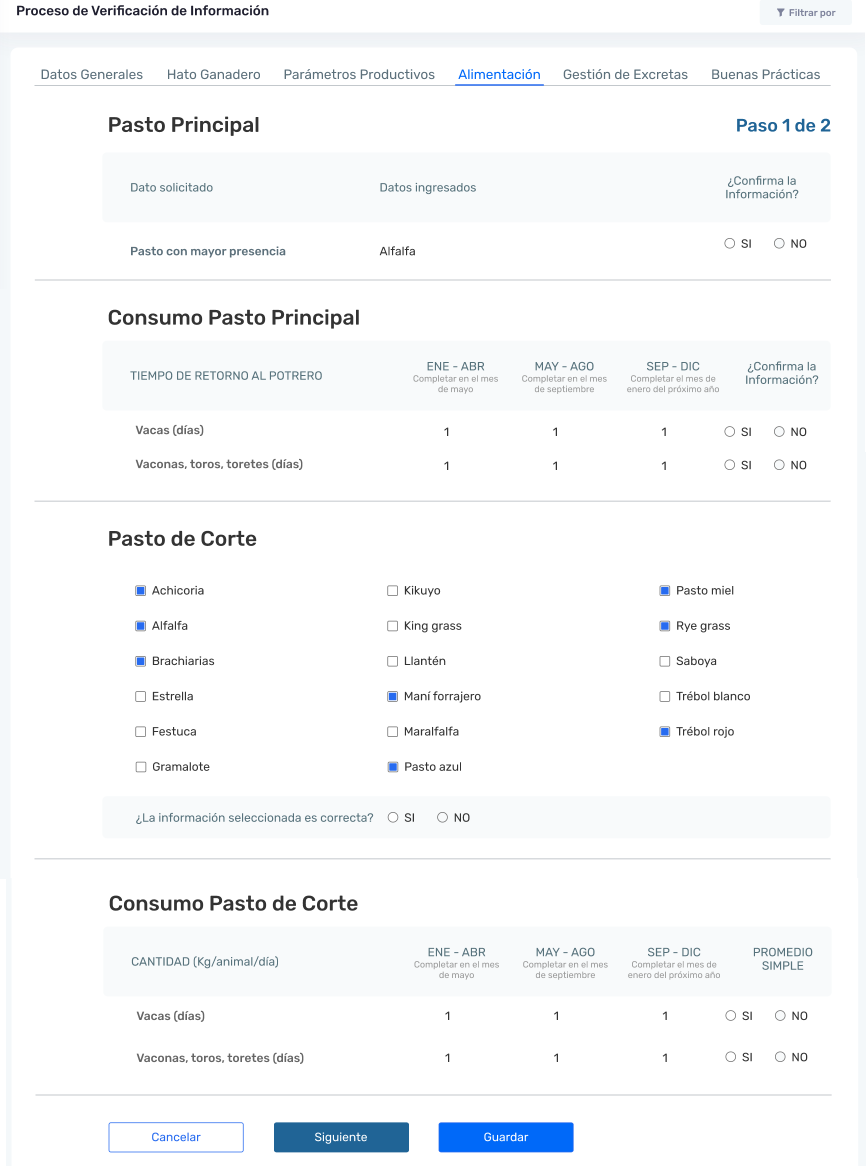 Proceso de Verificación de Información
Filtrar por
Datos Generales Hato Ganadero Parámetros Productivos Alimentación Gestión de Excretas Buenas Prácticas
Pasto Principal
Paso 1 de 2
Dato solicitado Datos ingresados ¿Confirma la
Información?
Pasto con mayor presencia Alfalfa SI NO
Consumo Pasto Principal
TIEMPO DE RETORNO AL POTRERO
ENE - ABR
Completar en el mes
de mayo
MAY - AGO
Completar en el mes
de septiembre
SEP - DIC
Completar el mes de
enero del próximo año
¿Confirma la
Información?
Vacas (días) 1 1 1 SI NO
Vaconas, toros, toretes (días) 1 1 1 SI NO
Pasto de Corte
Achicoria Kikuyo Pasto miel
Alfalfa King grass Rye grass
Brachiarias Llantén Saboya
Estrella Maní forrajero Trébol blanco
Festuca Maralfalfa Trébol rojo
Gramalote Pasto azul
¿La información seleccionada es correcta? SI NO
Consumo Pasto de Corte
CANTIDAD (Kg/animal/día)
ENE - ABR
Completar en el mes
de mayo
MAY - AGO
Completar en el mes
de septiembre
SEP - DIC
Completar el mes de
enero del próximo año
PROMEDIO
SIMPLE
Vacas (días) 1 1 1 SI NO
Vaconas, toros, toretes (días) 1 1 1 SI NO
Cancelar Siguiente Guardar